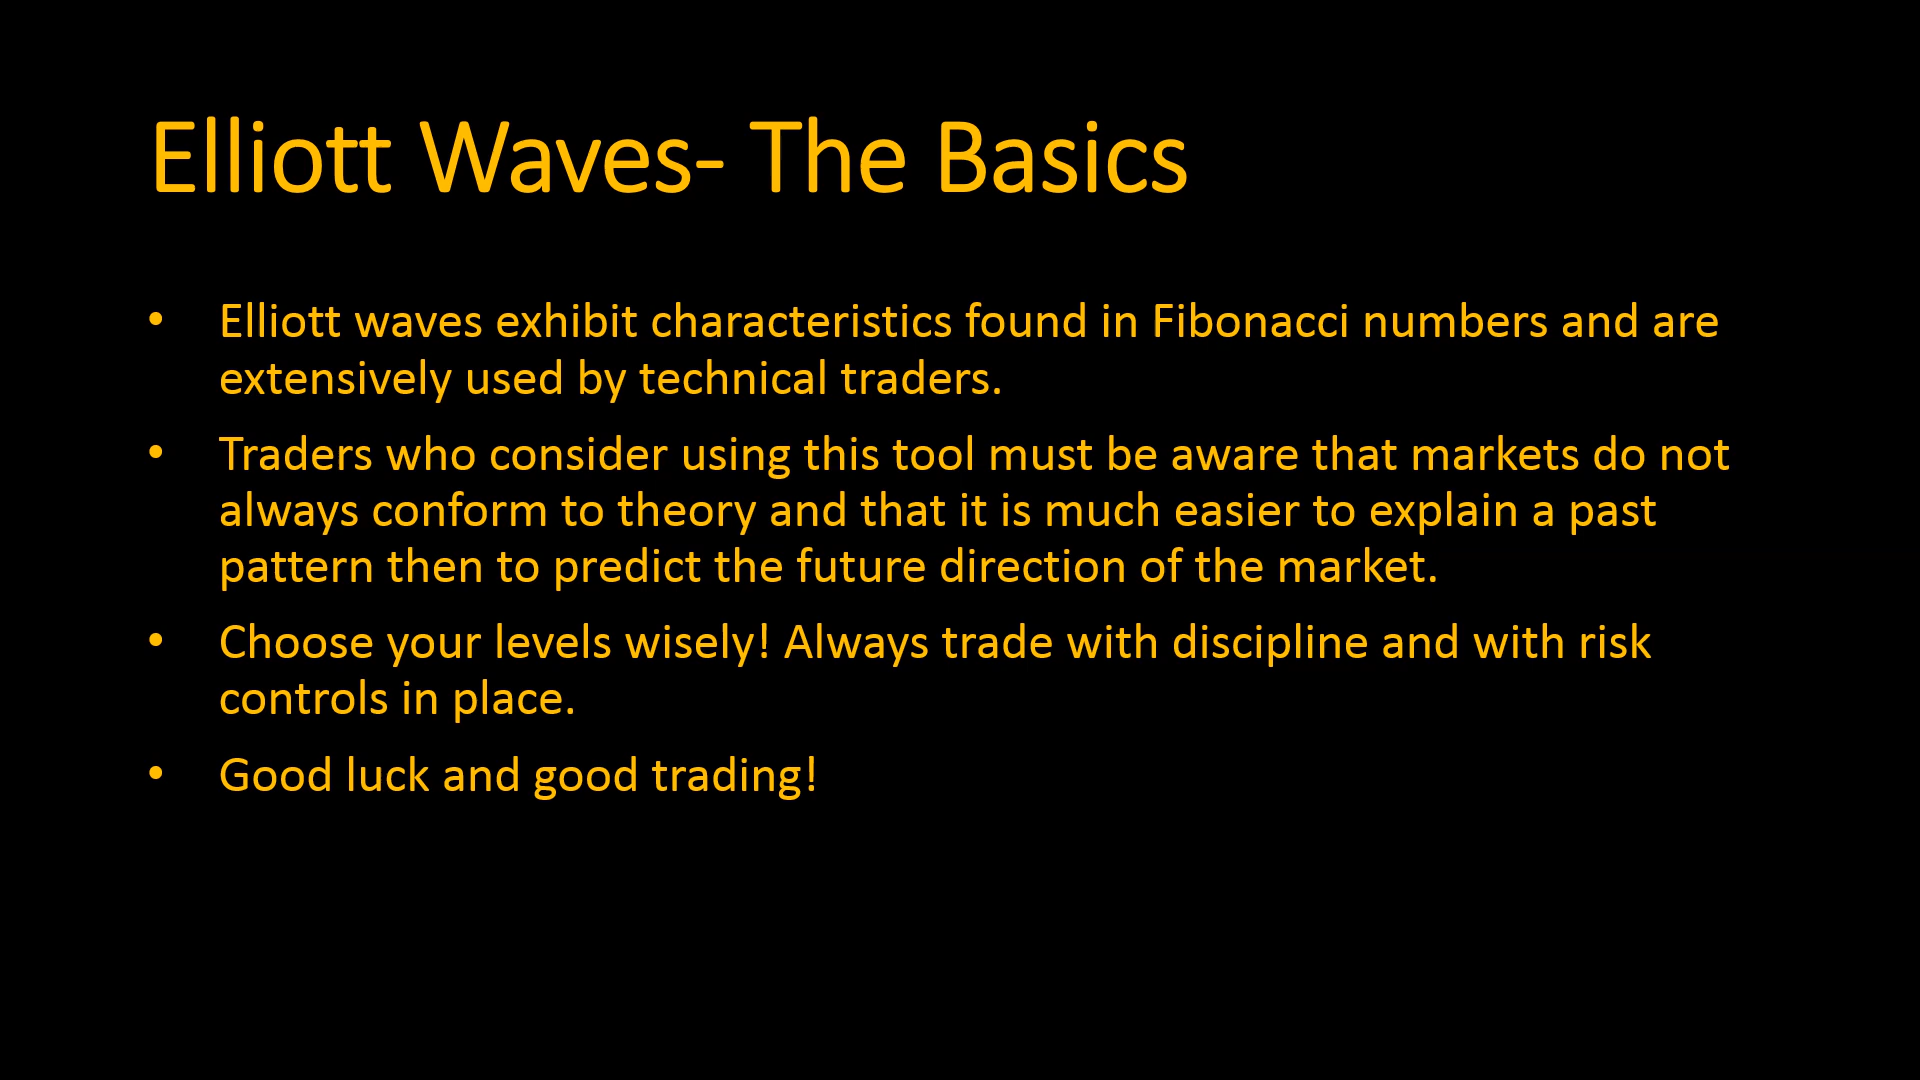 Elliott Waves- The Basics
• Elliott waves exhibit characteristics found in Fibonacci numbers and are
extensively used by technical traders.
• Traders who consider using this tool must be aware that markets do not
always conform to theory and that it is much easier to explain a past
pattern then to predict the future direction of the market.
• Choose your levels wisely! Always trade with discipline and with risk
controls in place.
• Good luck and good trading!